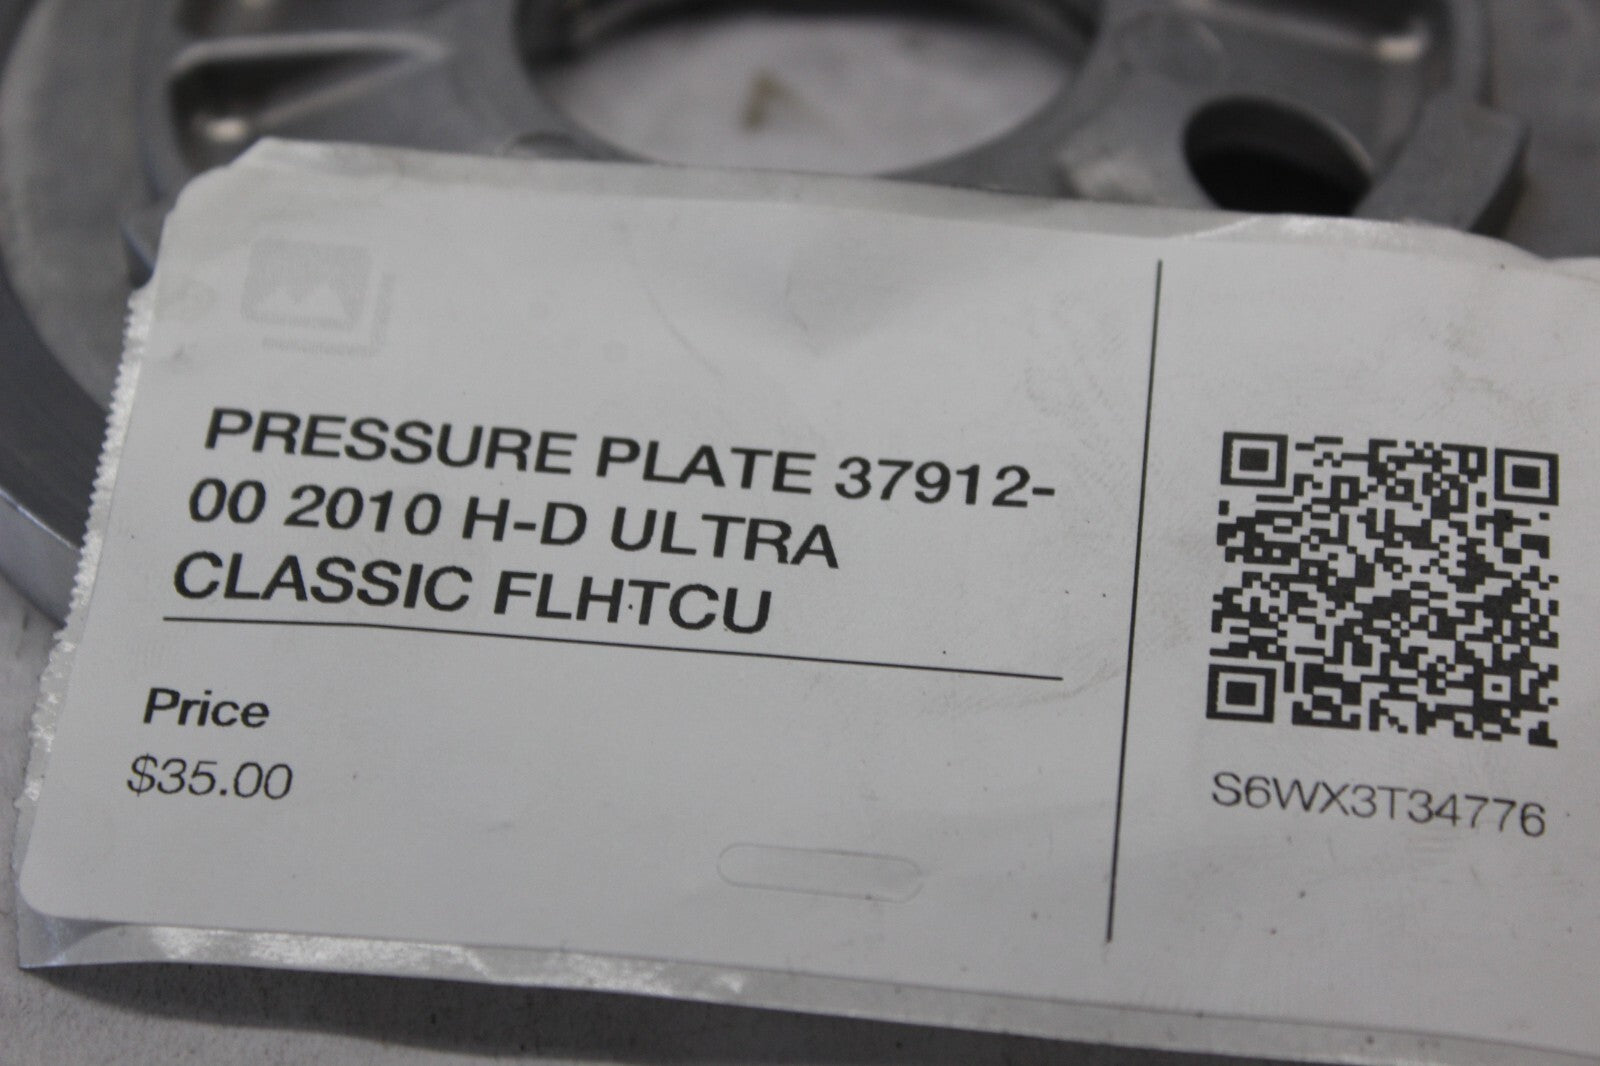 PRESSURE PLATE 37912-
00 2010 H-D ULTRA
CLASSIC FLHTCU
Price
$35.00
S6WX3T34776